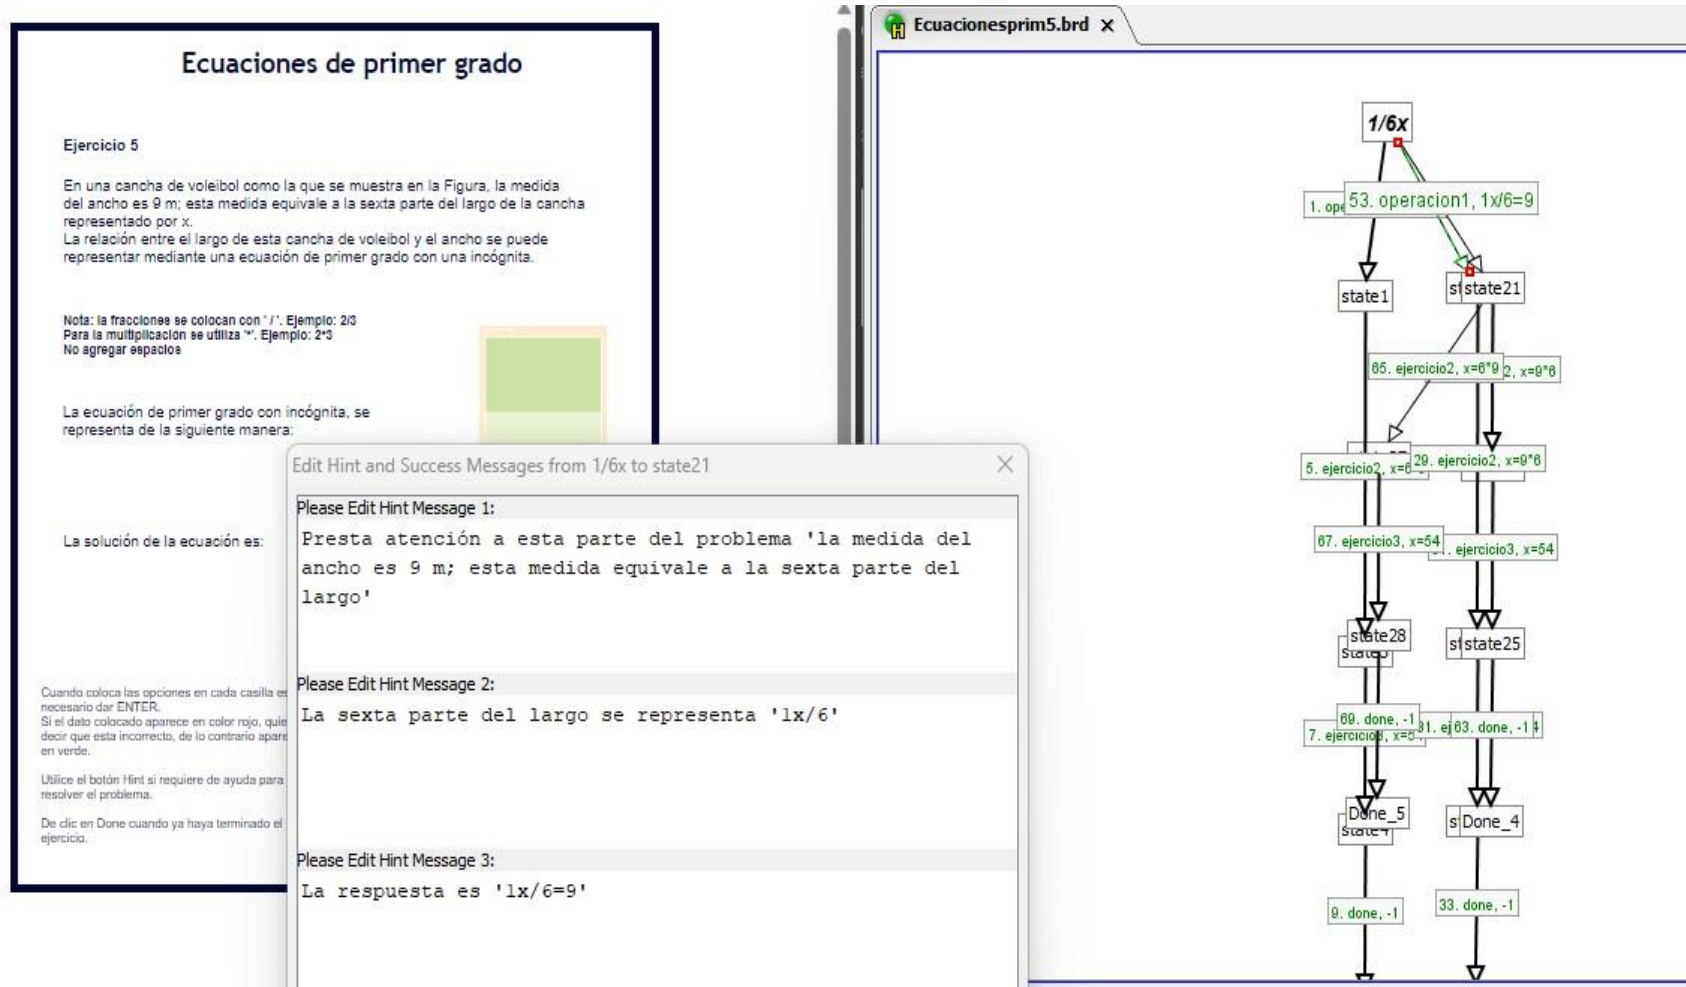 Ecuaciones de primer grado
Ejercicio 5
En una cancha de voleibol como la que se muestra en la Figura, la medida
del ancho es 9 m; esta medida equivale a la sexta parte del largo de la cancha
representado por x.
La relación entre el largo de esta cancha de voleibol y el ancho se puede
representar mediante una ecuación de primer grado con una incógnita.
Nota: la fracciones se colocan con ' / '. Ejemplo: 2/3
Para la multiplicación se utiliza '*'. Ejemplo: 2*3
No agregar espacios
La ecuación de primer grado con incógnita, se
representa de la siguiente manera:
La solución de la ecuación es:
Cuando coloca las opciones en cada casilla es
necesario dar ENTER.
Si el dato colocado aparece en color rojo, quie
decir que esta incorrecto, de lo contrario apare
en verde.
Utilice el botón Hint si requiere de ayuda para
resolver el problema.
De clic en Done cuando ya haya terminado el
ejercicio.
Edit Hint and Success Messages from 1/6x to state21
Please Edit Hint Message 1:
Presta atención a esta parte del problema 'la medida del
ancho es 9 m; esta medida equivale a la sexta parte del
largo'
Please Edit Hint Message 2:
La sexta parte del largo se representa '1x/6'
Please Edit Hint Message 3:
La respuesta es '1x/6=9'
Ecuacionesprim5.brd
1/6x
1. ope 53. operacion1, 1x/6=9
state1
st state21
65. ejercicio2, x=6*9 2, x=9*6
5. ejercicio2, x=6 29. ejercicio2, x=9*6
67. ejercicio3, x=54 ejercicio3, x=54
state28
st state25
69. done, -1 31. ej 63. done, -1
7. ejercicio3, x=5
Done_5 s Done_4
state4
9. done, -1 33. done, -1